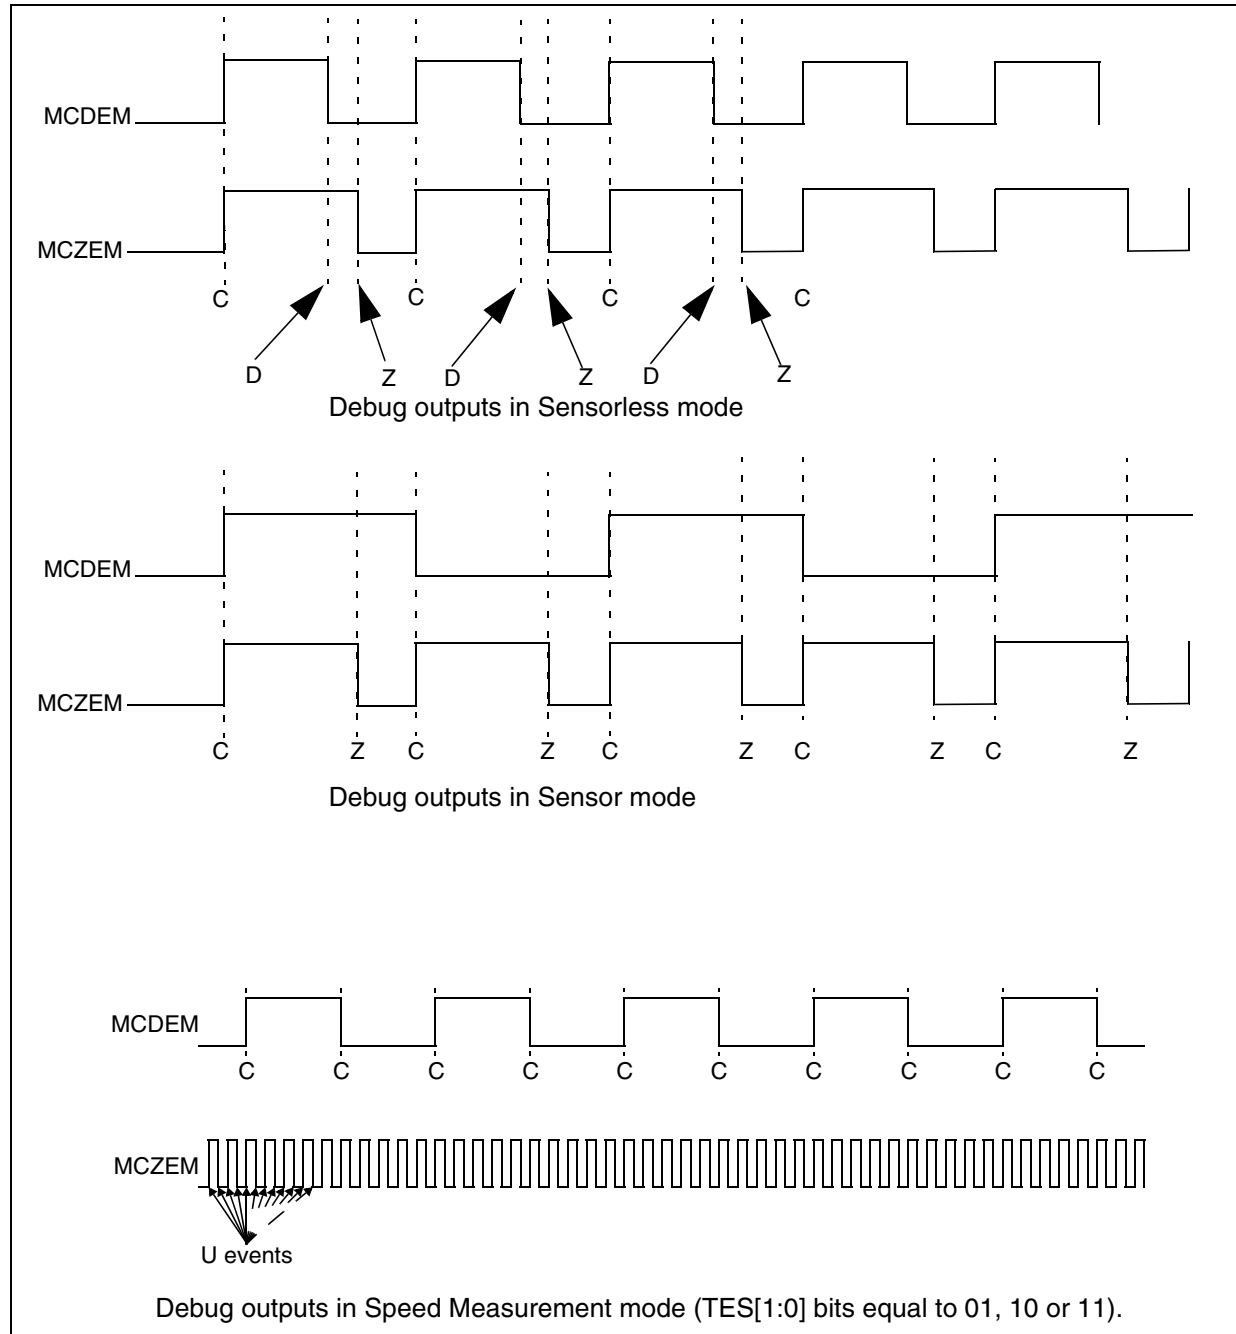 MCDEM
MCZEM
C C C C
D Z D Z D Z
Debug outputs in Sensorless mode
MCDEM
MCZEM
C Z C Z C Z C Z C Z
Debug outputs in Sensor mode
MCDEM
C C C C C C C C C C
MCZEM
U events
Debug outputs in Speed Measurement mode (TES[1:0] bits equal to 01, 10 or 11).